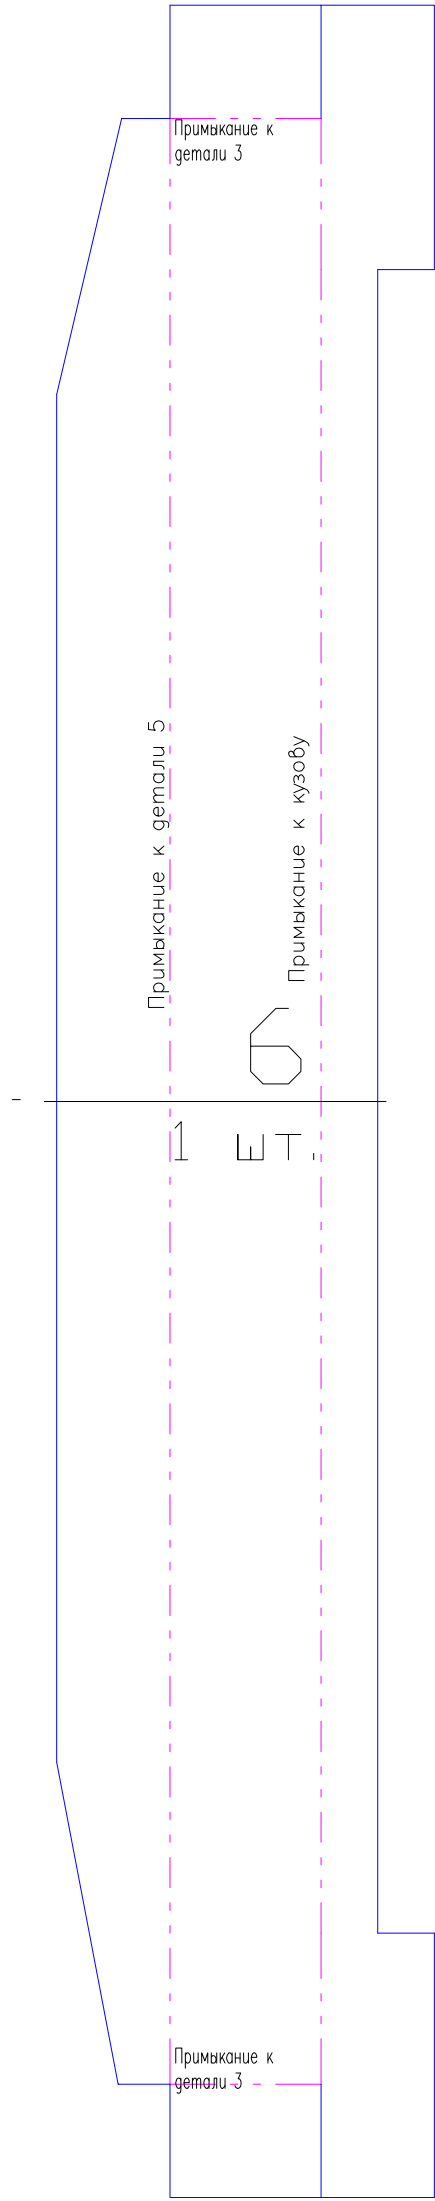 Примыкание к
детали 3
Примыкание к детали 5
Примыкание к кузову
6
1 шт.
Примыкание к
детали 3